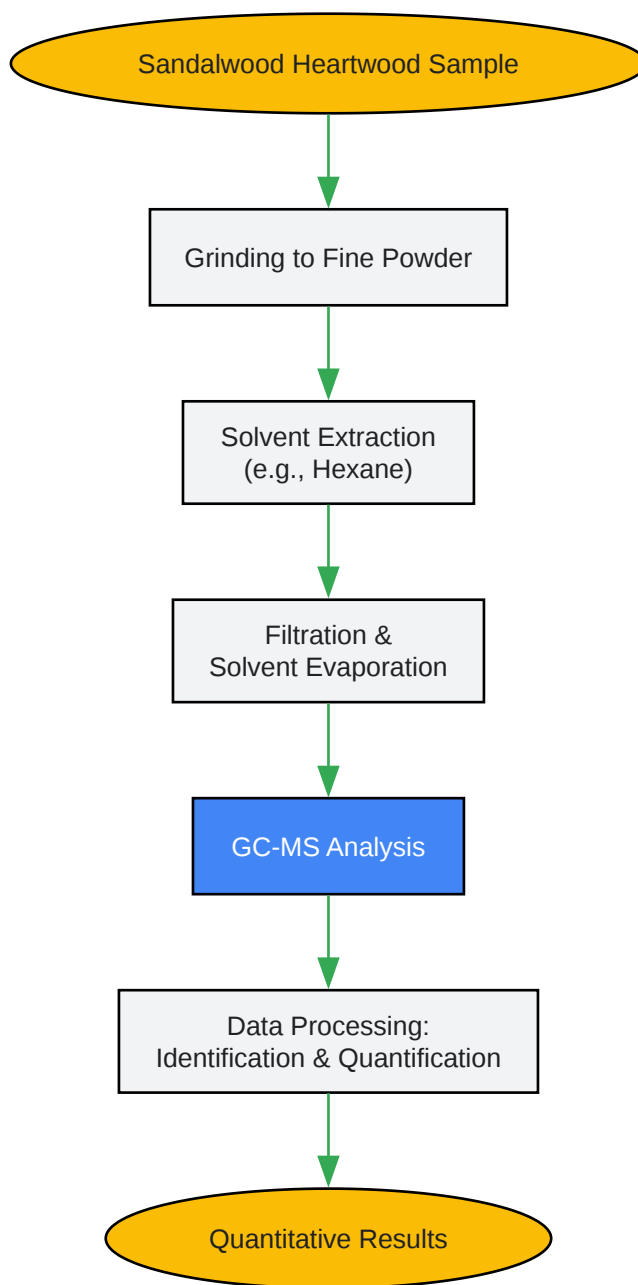 Sandalwood Heartwood Sample
Grinding to Fine Powder
Solvent Extraction
(e.g., Hexane)
Filtration &
Solvent Evaporation
GC-MS Analysis
Data Processing:
Identification & Quantification
Quantitative Results